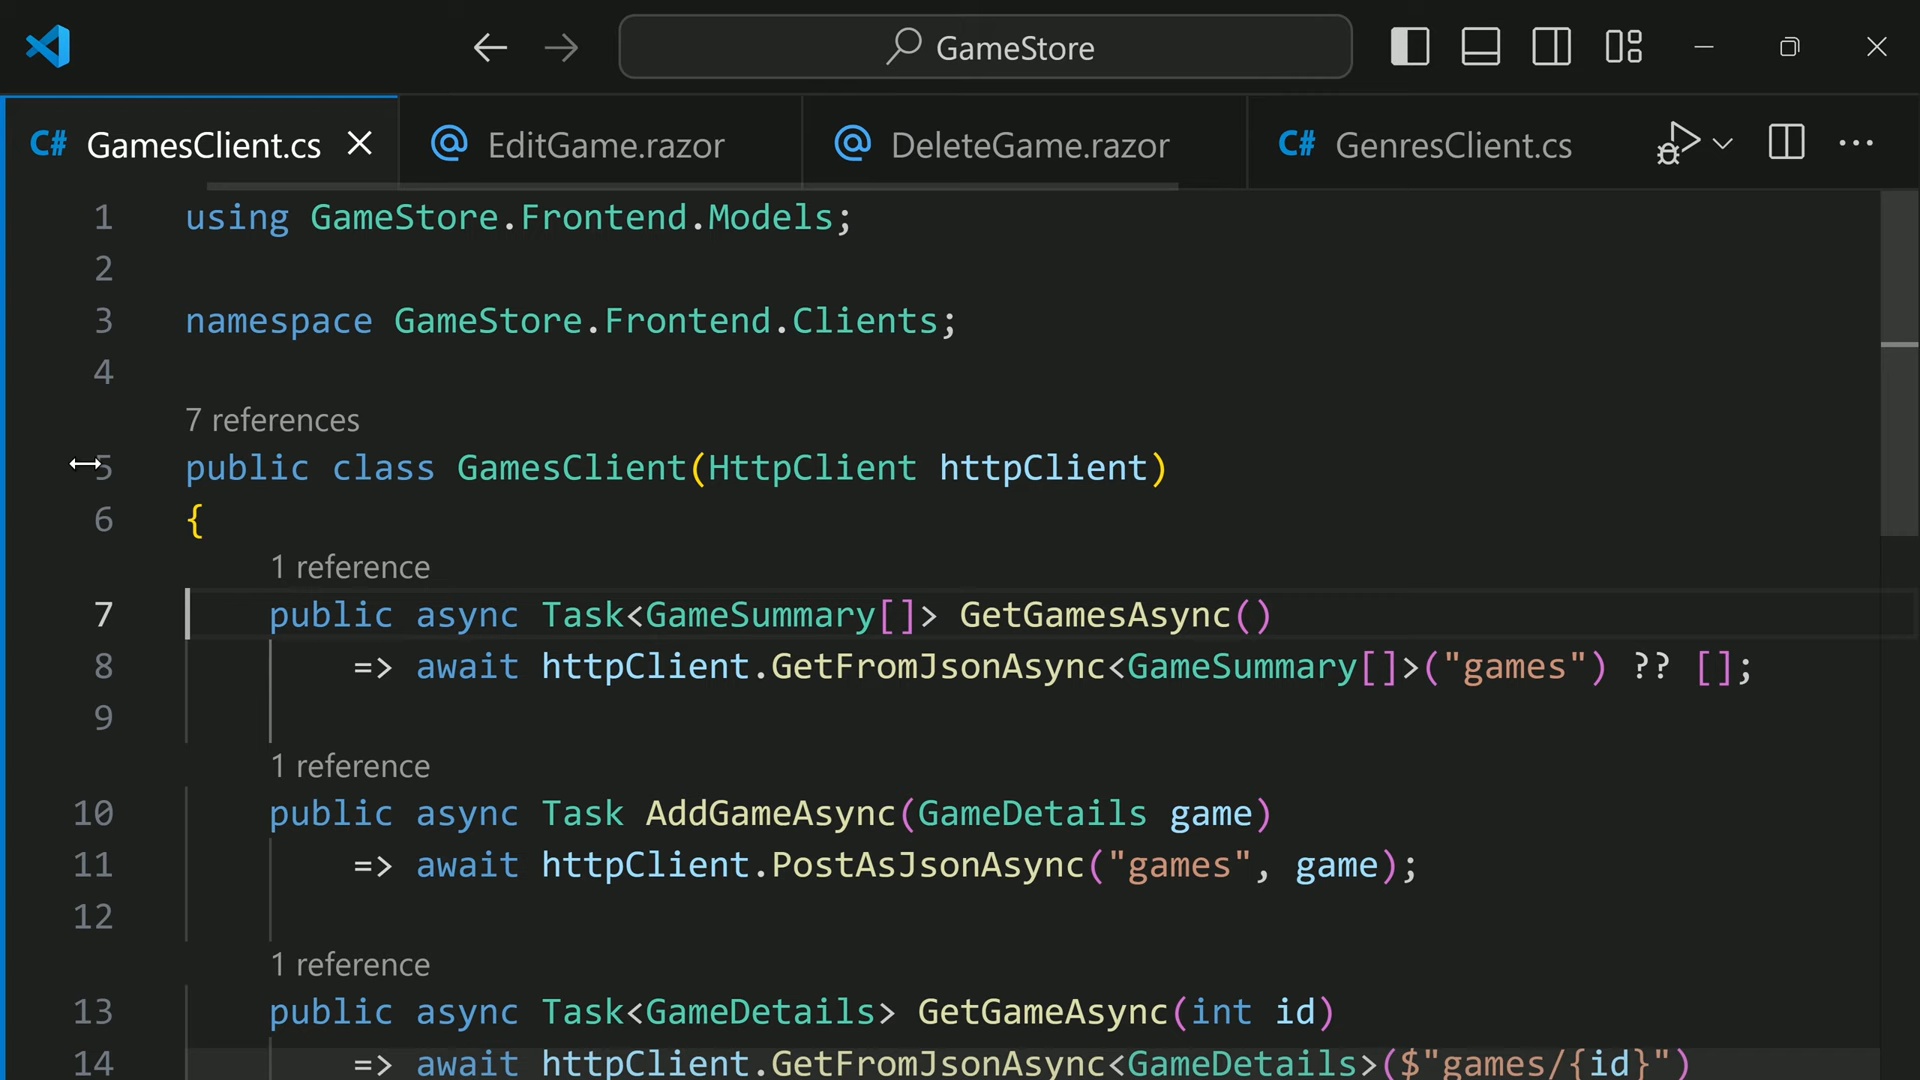 GameStore
C# GamesClient.cs
@ EditGame.razor
@ DeleteGame.razor
C# GenresClient.cs
1 using GameStore.Frontend.Models;
2
3 namespace GameStore.Frontend.Clients;
4
7 references
5 public class GamesClient(HttpClient httpClient)
6 {
1 reference
7 public async Task<GameSummary[]> GetGamesAsync()
8 => await httpClient.GetFromJsonAsync<GameSummary[]>("games") ?? [];
9
1 reference
10 public async Task AddGameAsync(GameDetails game)
11 => await httpClient.PostAsJsonAsync("games", game);
12
1 reference
13 public async Task<GameDetails> GetGameAsync(int id)
14 => await httpClient.GetFromJsonAsync<GameDetails>($"games/{id}")